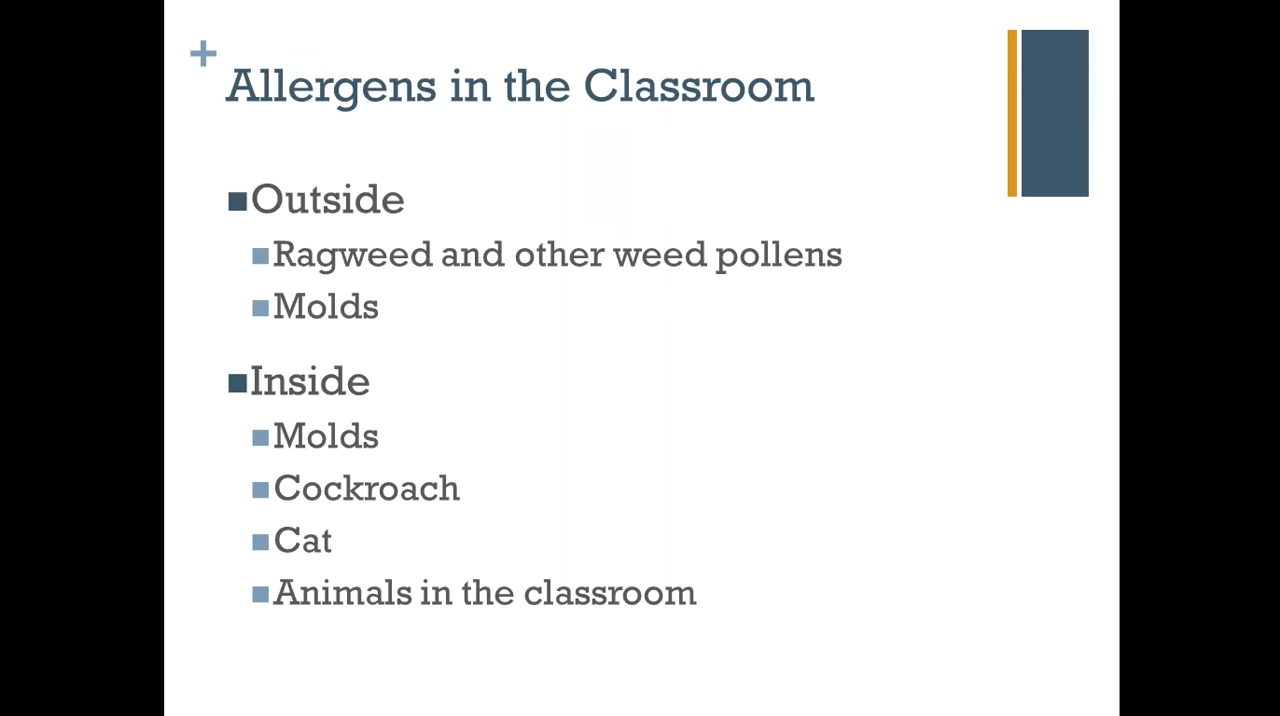 +
Allergens in the Classroom
Outside
Ragweed and other weed pollens
Molds
Inside
Molds
Cockroach
Cat
Animals in the classroom